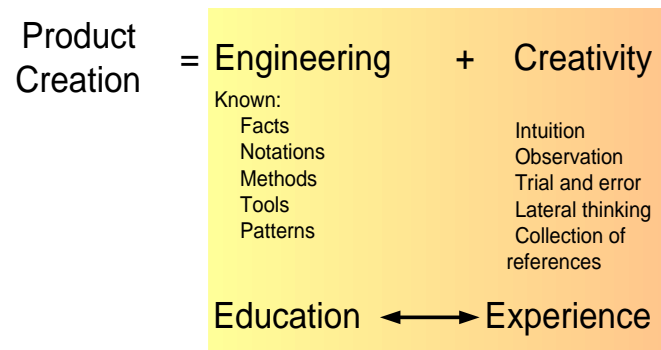 Product
Creation
= Engineering + Creativity
Known:
Facts
Notations
Methods
Tools
Patterns
Intuition
Observation
Trial and error
Lateral thinking
Collection of
references
Education Experience